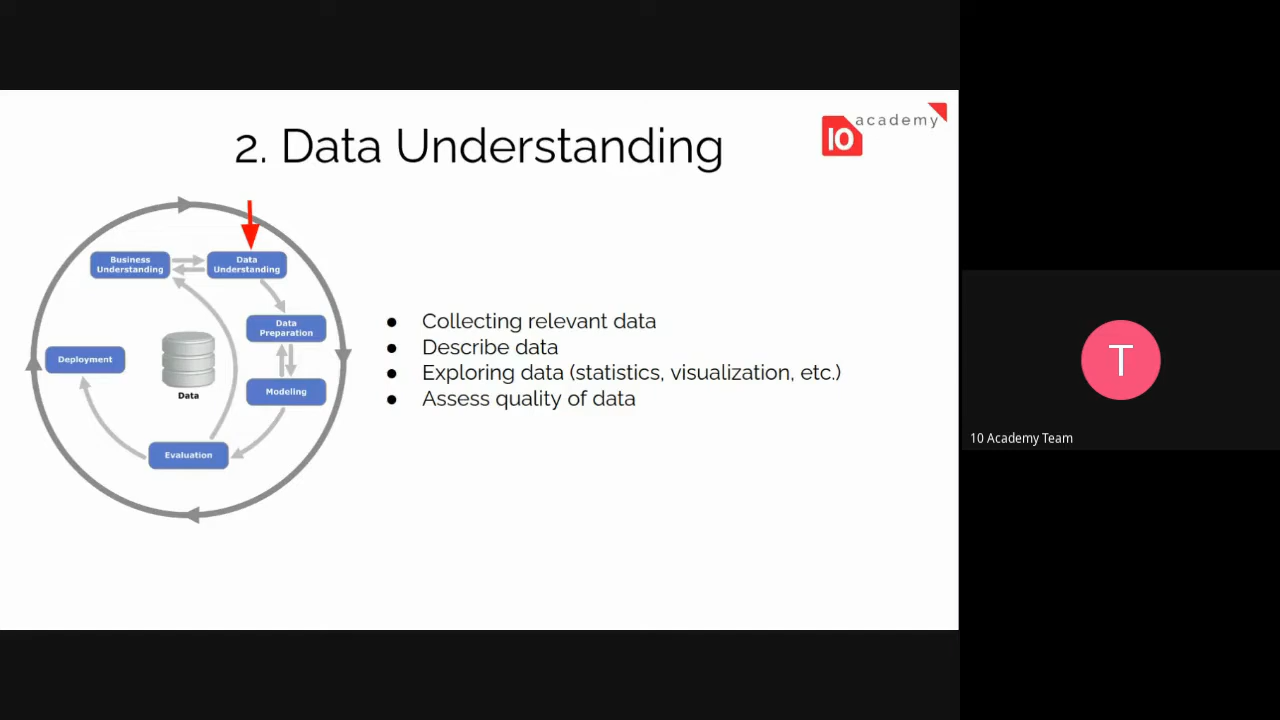 2. Data Understanding
10 academy
Business
Understanding
Data
Understanding
Data
Preparation
Deployment
Data
Modeling
Evaluation
● Collecting relevant data
● Describe data
● Exploring data (statistics, visualization, etc.)
● Assess quality of data
T
10 Academy Team